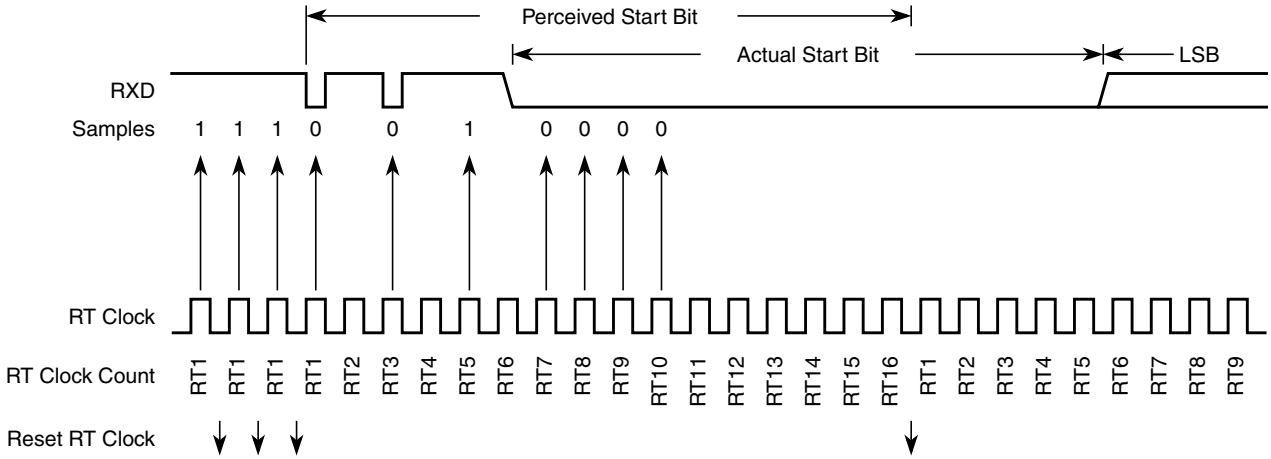 Perceived Start Bit
Actual Start Bit LSB
RXD
Samples 1 1 1 0 0 1 0 0 0 0
RT Clock
RT Clock Count RT1 RT1 RT1 RT1 RT2 RT3 RT4 RT5 RT6 RT7 RT8 RT9 RT10 RT11 RT12 RT13 RT14 RT15 RT16 RT1 RT2 RT3 RT4 RT5 RT6 RT7 RT8 RT9
Reset RT Clock